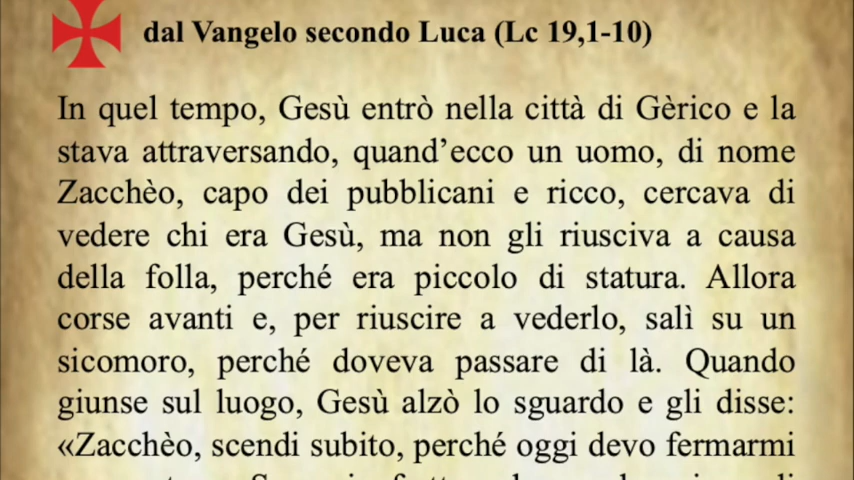 dal Vangelo secondo Luca (Lc 19,1-10)
In quel tempo, Gesù entrò nella città di Gèrico e la
stava attraversando, quand’ecco un uomo, di nome
Zacchèo, capo dei pubblicani e ricco, cercava di
vedere chi era Gesù, ma non gli riusciva a causa
della folla, perché era piccolo di statura. Allora
corse avanti e, per riuscire a vederlo, salì su un
sicomoro, perché doveva passare di là. Quando
giunse sul luogo, Gesù alzò lo sguardo e gli disse:
«Zacchèo, scendi subito, perché oggi devo fermarmi